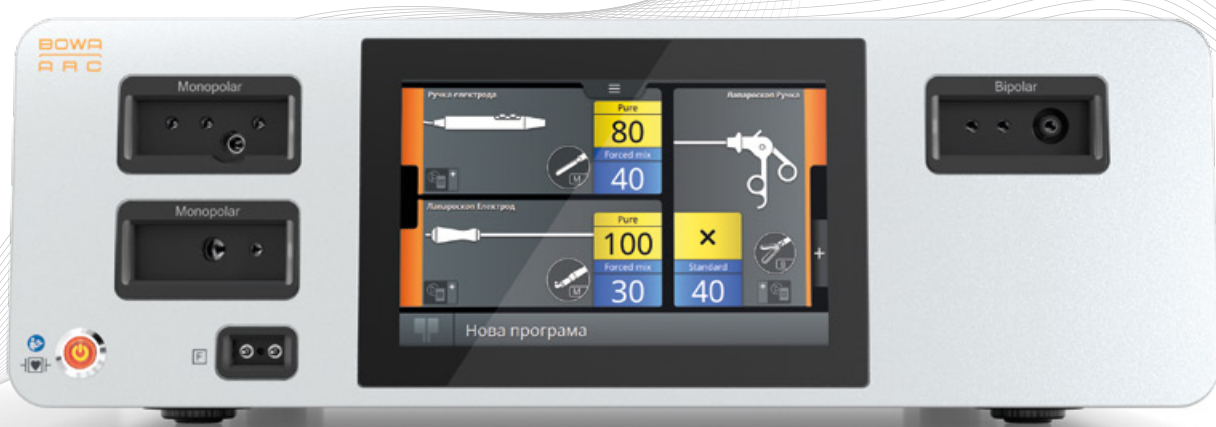 BOWA
ARC
Monopolar
Monopolar
F
Ручка електрода
Pure
80
Forced mix
40
M
Лапароскоп Електрод
Pure
100
Forced mix
30
M
Лапароскоп Ручка
×
Standard
40
B
+
Нова програма
Bipolar